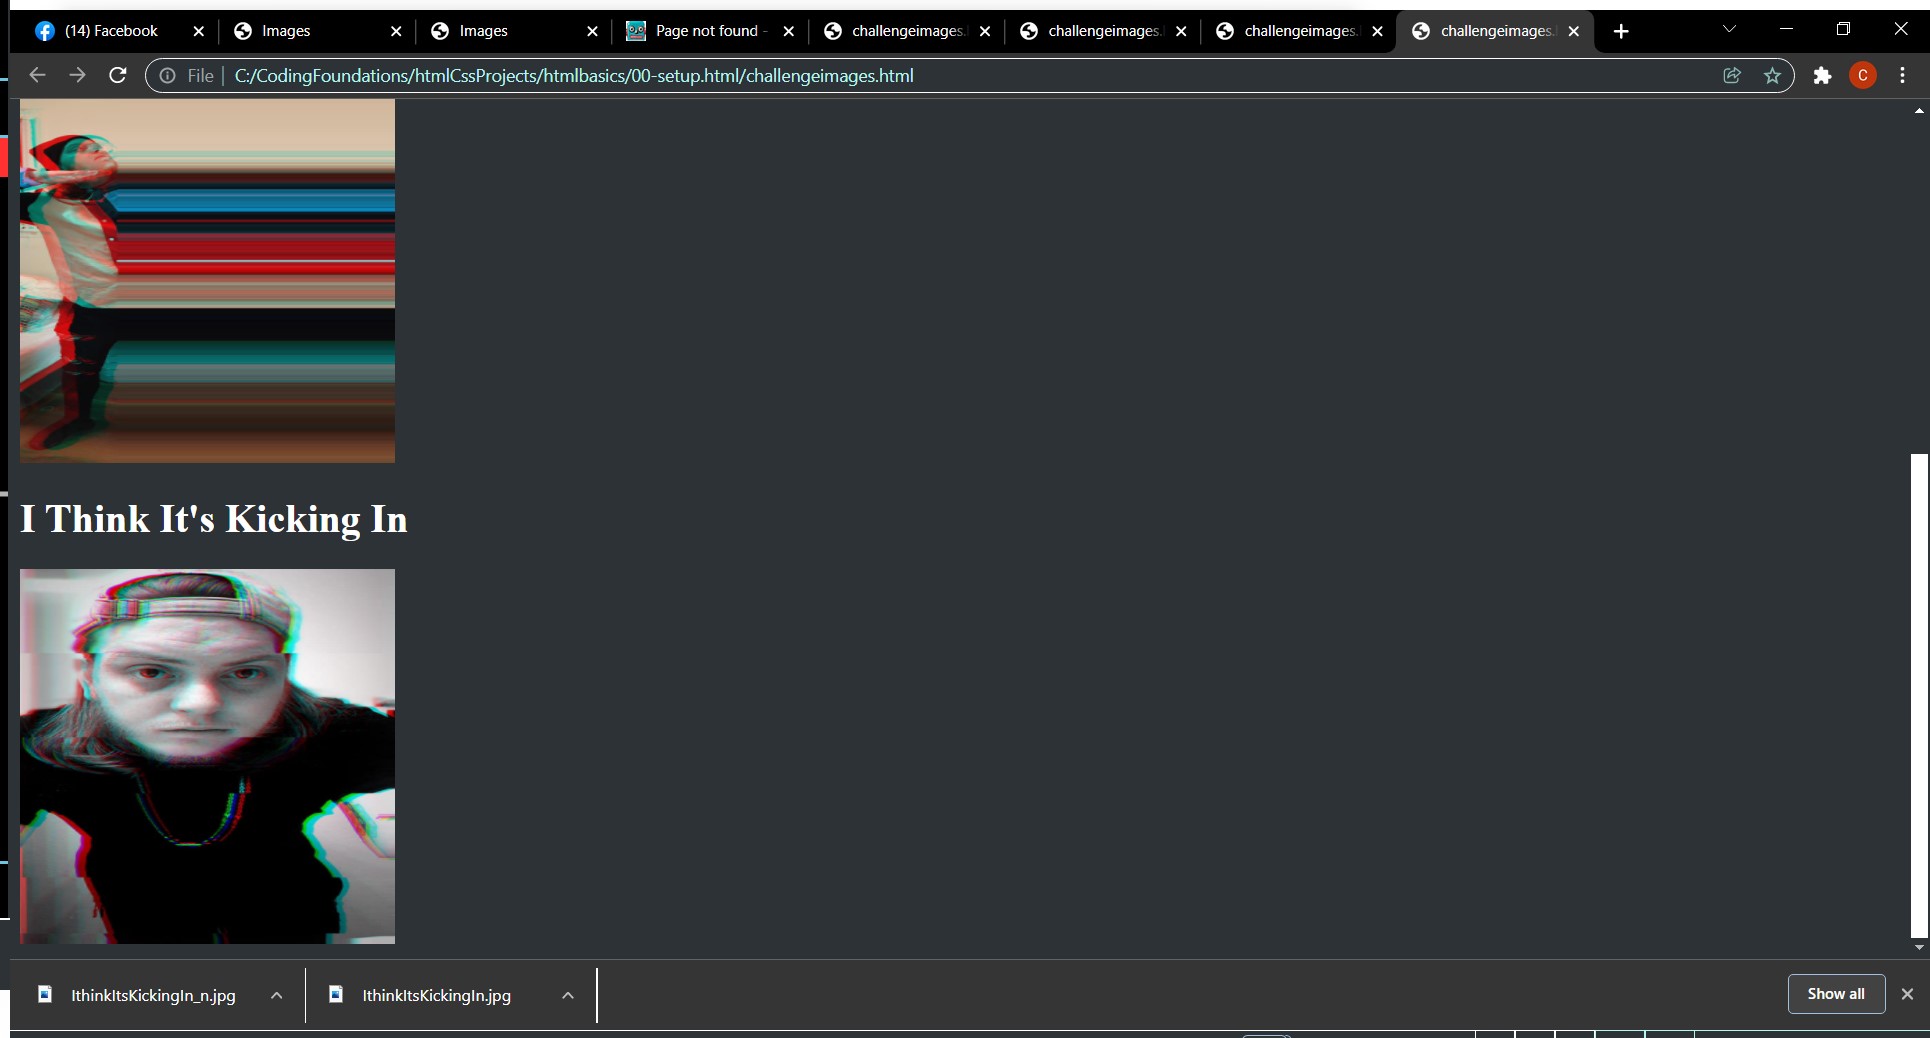 (14) Facebook
Images
Images
Page not found -
challengeimages.
challengeimages.
challengeimages.
challengeimages.
File
C:/CodingFoundations/htmlCssProjects/htmlbasics/00-setup.html/challengeimages.html
C
I Think It's Kicking In
IthinkItsKickingIn_n.jpg
IthinkItsKickingIn.jpg
Show all